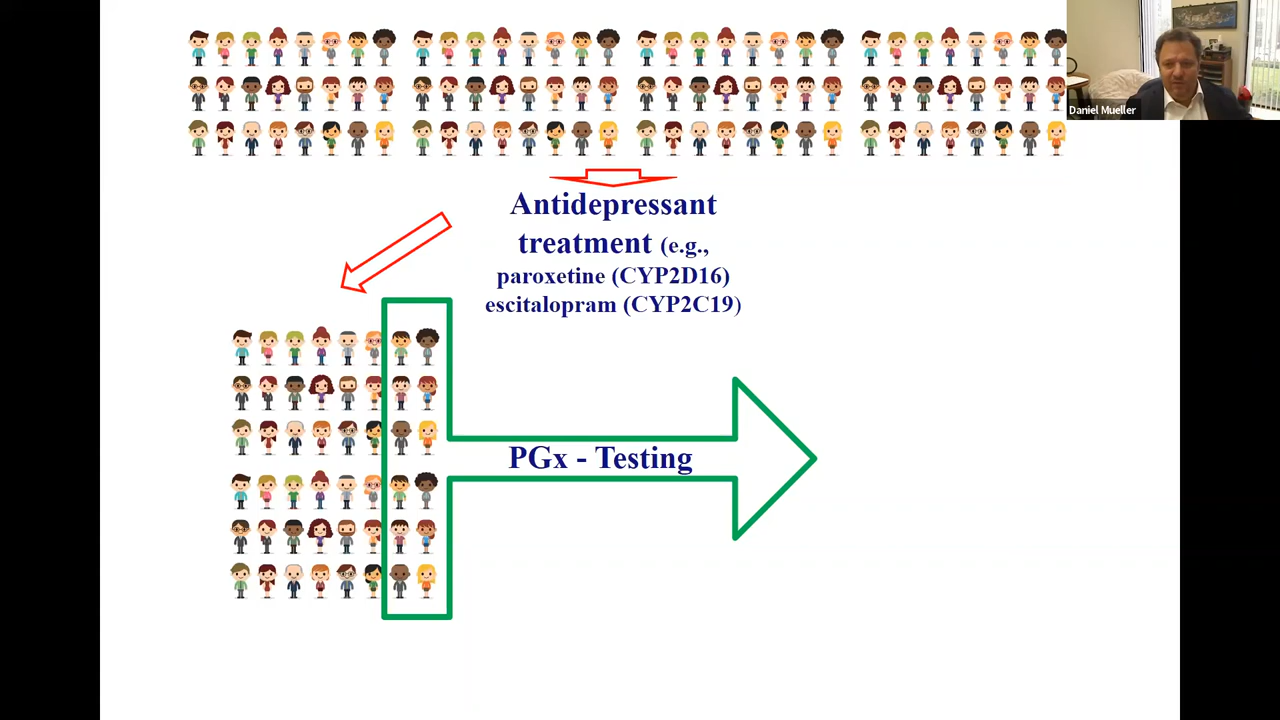 Daniel Mueller
Antidepressant
treatment (e.g.,
paroxetine (CYP2D16)
escitalopram (CYP2C19)
PGx - Testing